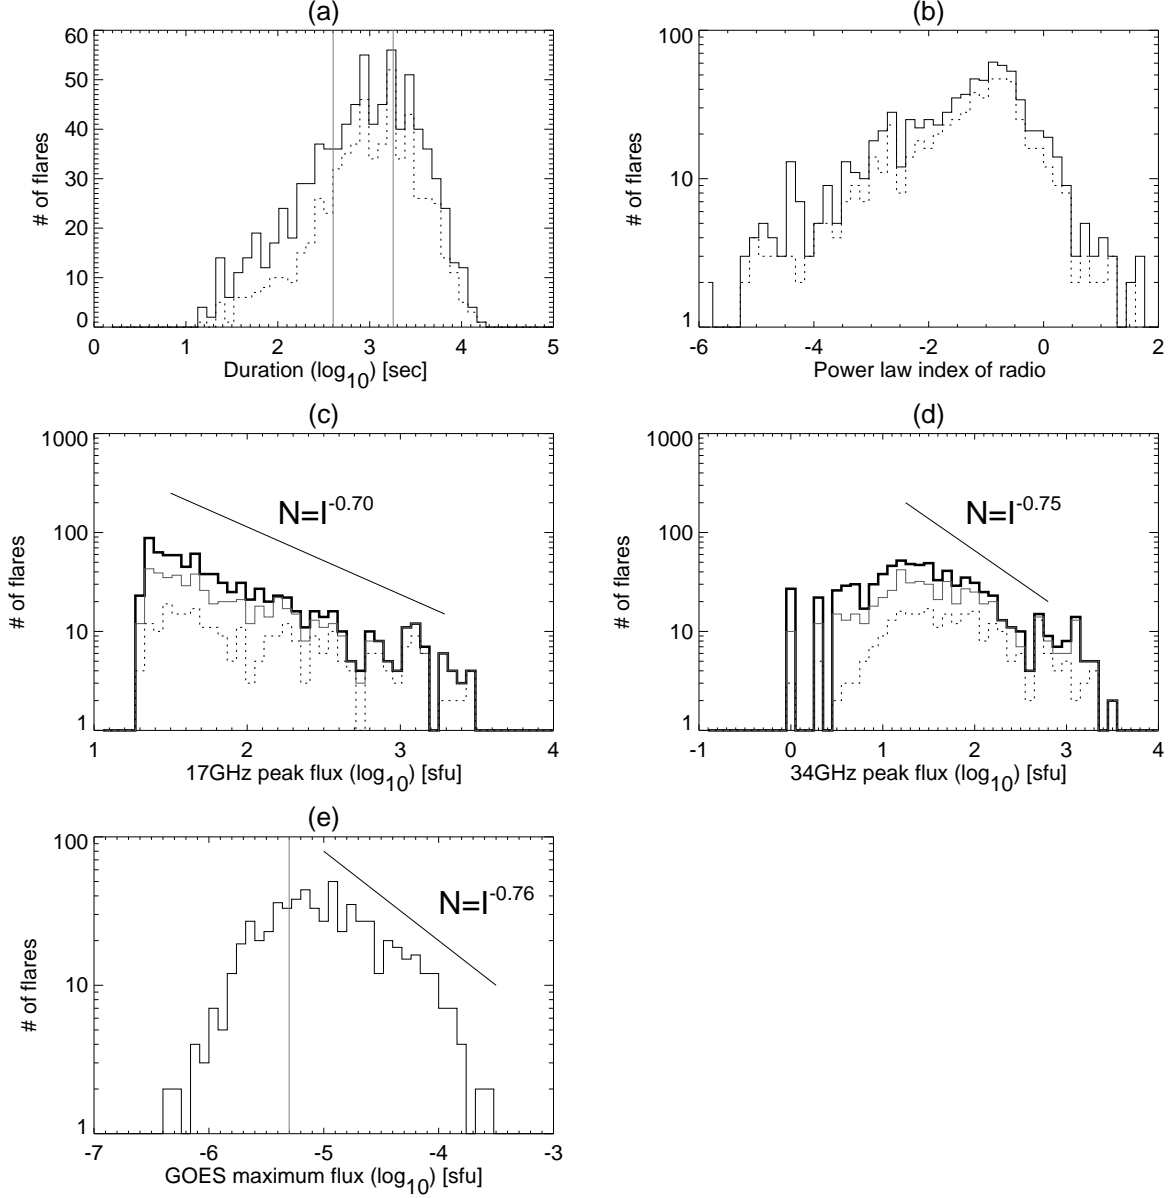 (a)
60
50
40
30
20
10
0
# of flares
0 1 2 3 4 5
Duration (log10) [sec]
(b)
100
10
1
# of flares
-6 -4 -2 0 2
Power law index of radio
(c)
1000
100
10
1
# of flares
N=I-0.70
1 2 3 4
17GHz peak flux (log10) [sfu]
(d)
1000
100
10
1
# of flares
N=I-0.75
-1 0 1 2 3 4
34GHz peak flux (log10) [sfu]
(e)
100
10
1
# of flares
N=I-0.76
-7 -6 -5 -4 -3
GOES maximum flux (log10) [sfu]